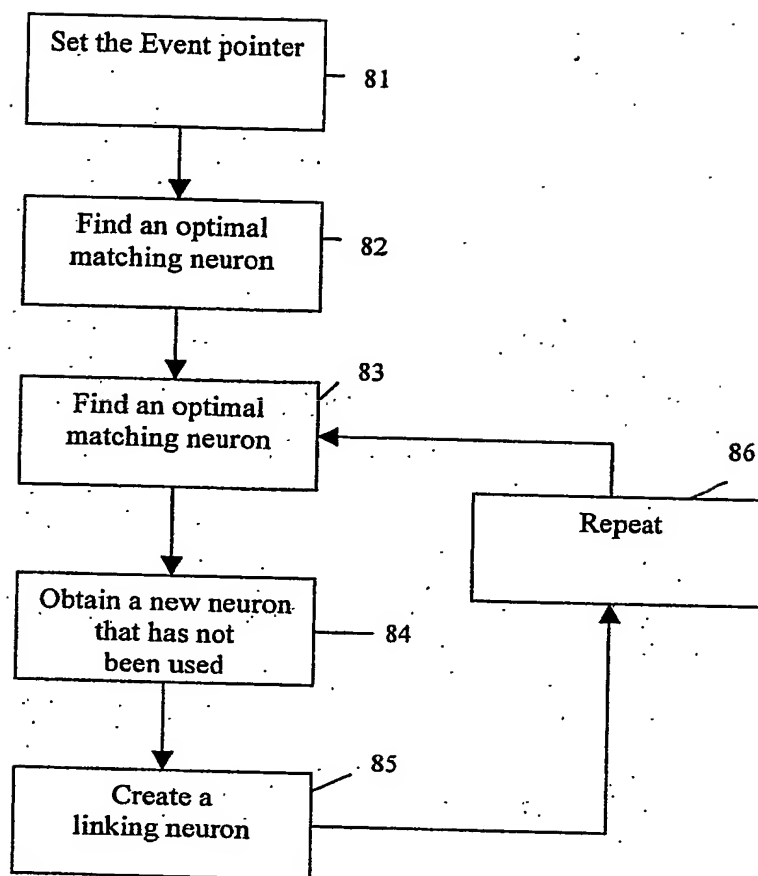 Set the Event pointer
81
Find an optimal
matching neuron
82
83
Find an optimal
matching neuron
86
Repeat
Obtain a new neuron
that has not
been used
84
85
Create a
linking neuron